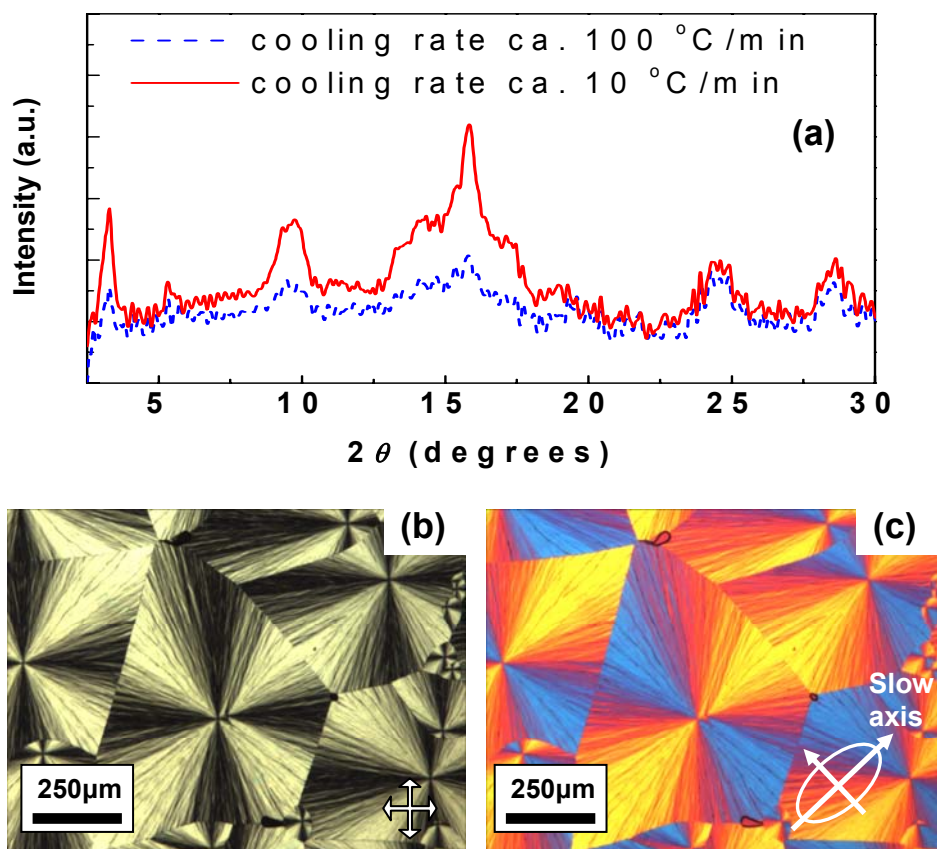 cooling rate ca. 100 °C/min
cooling rate ca. 10 °C/min
(a)
Intensity (a.u.)
5 10 15 20 25 30
2 θ (degrees)
(b)
(c)
Slow
axis
250µm
250µm